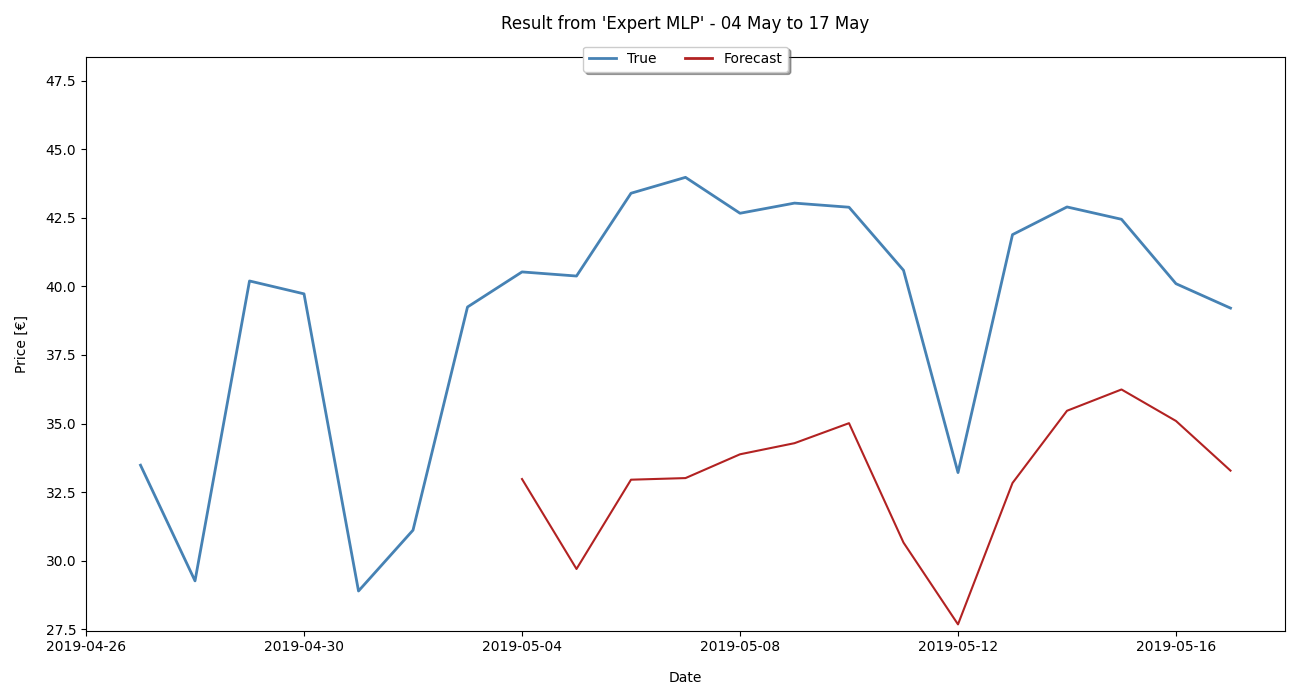 Result from 'Expert MLP' - 04 May to 17 May
True Forecast
47.5
45.0
42.5
40.0
37.5
35.0
32.5
30.0
27.5
Price [€]
2019-04-26 2019-04-30 2019-05-04 2019-05-08 2019-05-12 2019-05-16
Date